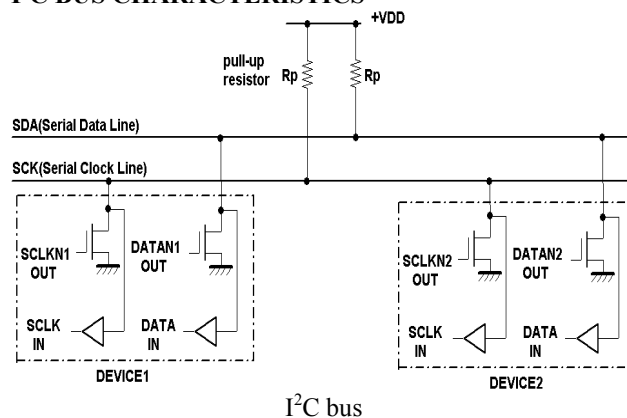 I²C BUS CHARACTERISTICS
+VDD
pull-up
resistor
Rp
Rp
SDA(Serial Data Line)
SCK(Serial Clock Line)
SCLKN1
OUT
DATAN1
OUT
SCLK
IN
DATA
IN
DEVICE1
SCLKN2
OUT
DATAN2
OUT
SCLK
IN
DATA
IN
DEVICE2
I²C bus